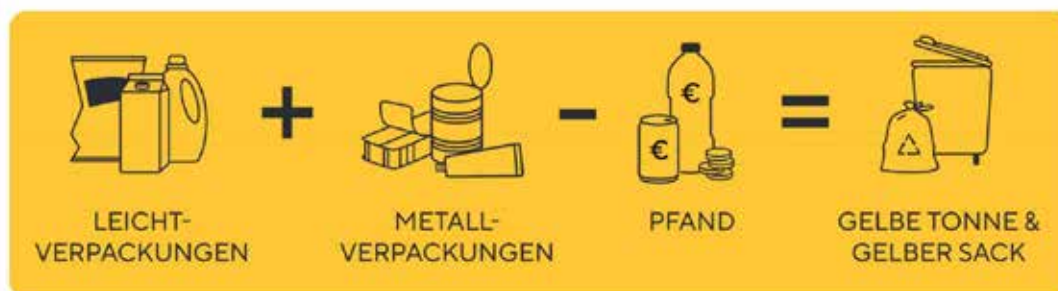 €
€
+
-
=
LEICHT-
VERPACKUNGEN
METALL-
VERPACKUNGEN
PFAND
GELBE TONNE &
GELBER SACK